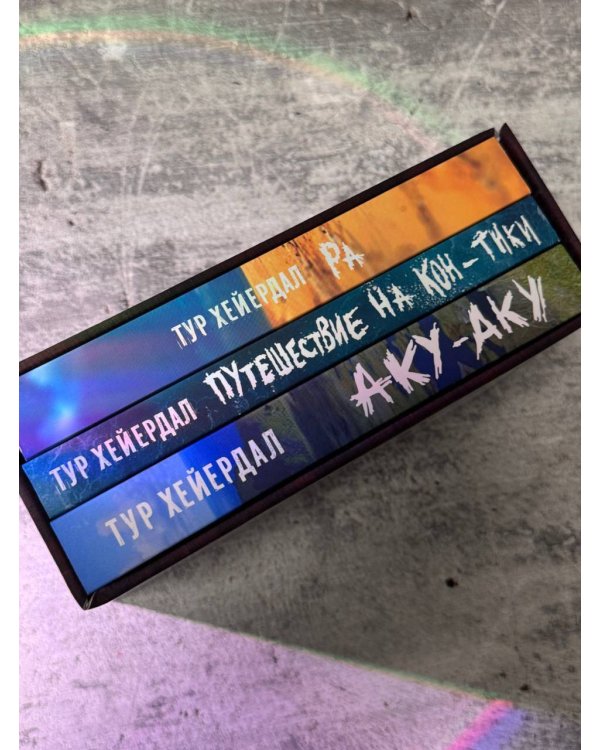 ТУР ХЕЙЕРДАЛ РА
ТУР ХЕЙЕРДАЛ ПУТЕШЕСТВИЕ НА КОН-ТИКИ
ТУР ХЕЙЕРДАЛ АКУ-АКУ